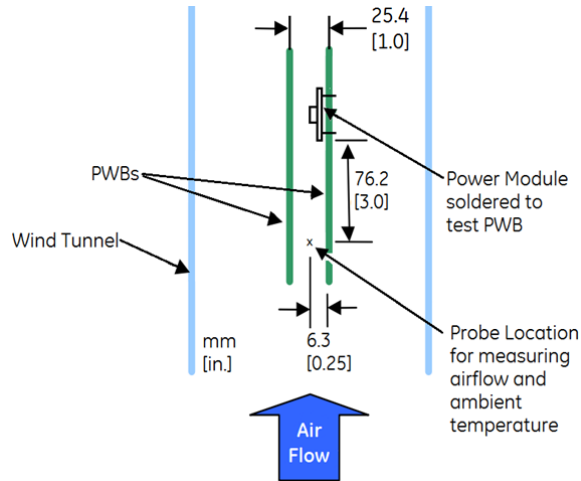 25.4
[1.0]
PWBs
76.2
[3.0]
Power Module
soldered to
test PWB
Wind Tunnel
x
mm
[in.]
6.3
[0.25]
Probe Location
for measuring
airflow and
ambient
temperature
Air
Flow